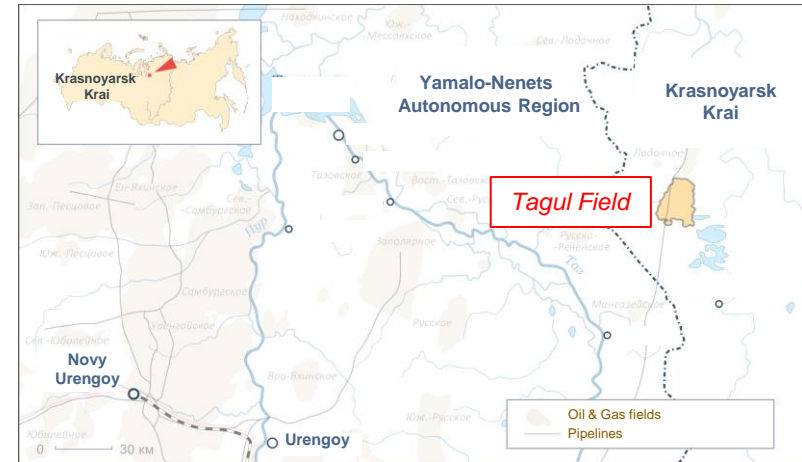 Находкинское
Юж.-
-Мессояхское
Сев.-Лодочное
Krasnoyarsk
Krai
Yamalo-Nenets
Autonomous Region
Krasnoyarsk
Krai
Лодочное
Тазовское
Вост.-Тазовское
Ен-Яхинское
Сев.-
-Самбургское
Сев.-Рус
Tagul Field
Зап.-Песцовое
Пур
Заполярное
Русско-
-Реченское
Юж.-Песцовое
Таз
Самбургское
Мангазейское
Уренгойское
Русское
Сев.-Юбилейное
Novy
Urengoy
Яро-Яхинское
Юж.-Русское
Oil & Gas fields
Pipelines
Юбилейное
Urengoy
0 30 км